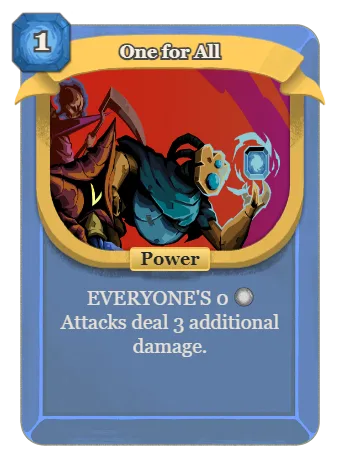 1
One for All
Power
EVERYONE'S 0
Attacks deal 3 additional
damage.